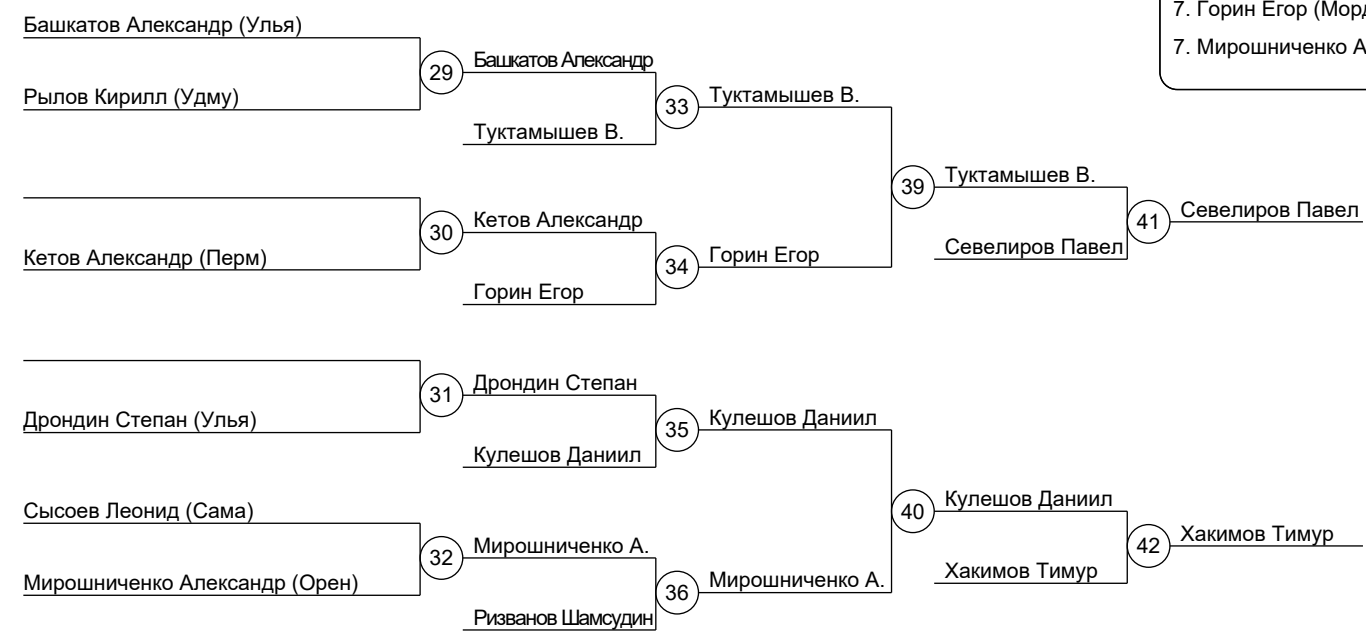 7. Горин Егор
7. Мирошниченко
Башкатов Александр (Улья)
29
Башкатов Александр
Рылов Кирилл (Удму)
33
Туктамышев В.
Туктамышев В.
39
Туктамышев В.
Кетов Александр
30
Кетов Александр (Перм)
34
Горин Егор
Горин Егор
Севелиров Павел
41
Севелиров Павел
Дрондин Степан
31
Дрондин Степан (Улья)
35
Кулешов Даниил
Кулешов Даниил
Сысоев Леонид (Сама)
40
Кулешов Даниил
Мирошниченко А.
32
Мирошниченко Александр (Орен)
36
Мирошниченко А.
Ризванов Шамсудин
Хакимов Тимур
42
Хакимов Тимур